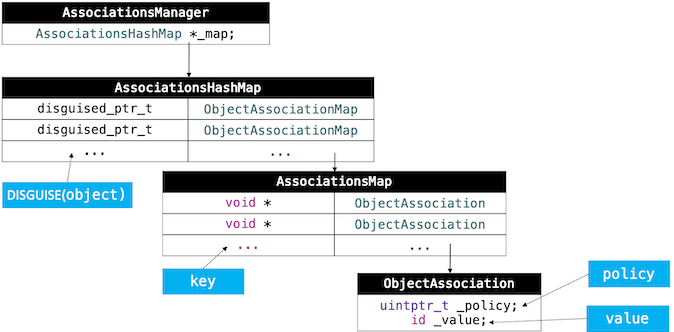 AssociationsManager
AssociationsHashMap *_map;
AssociationsHashMap
disguised_ptr_t ObjectAssociationMap
disguised_ptr_t ObjectAssociationMap
... ...
DISGUISE(object)
AssociationsMap
void * ObjectAssociation
void * ObjectAssociation
... ...
key
ObjectAssociation
uintptr_t _policy;
id _value;
policy
value